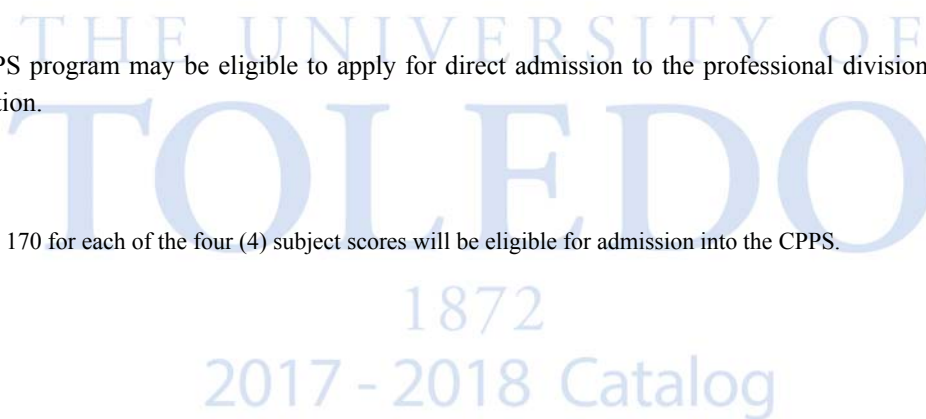 THE UNIVERSITY OF
PS program may be eligible to apply for direct admission to the professional division
tion.
TOLEDO
170 for each of the four (4) subject scores will be eligible for admission into the CPPS.
1872
2017 - 2018 Catalog